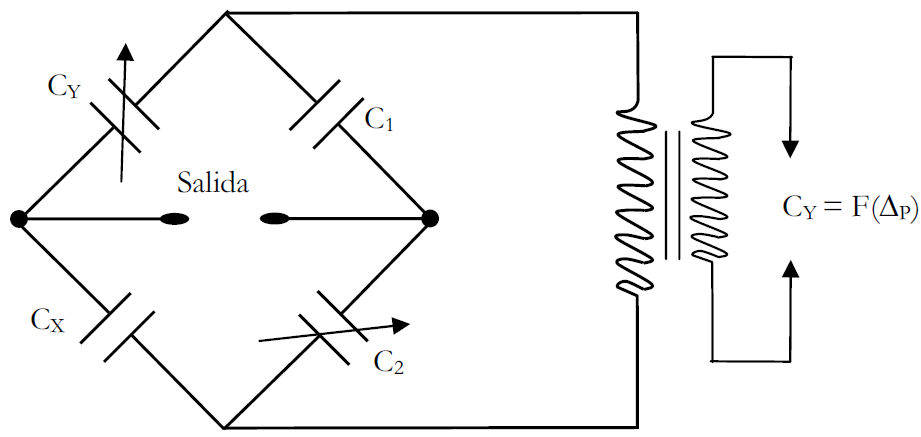 C_Y
C_1
Salida
C_Y = F(Δ_P)
C_X
C_2